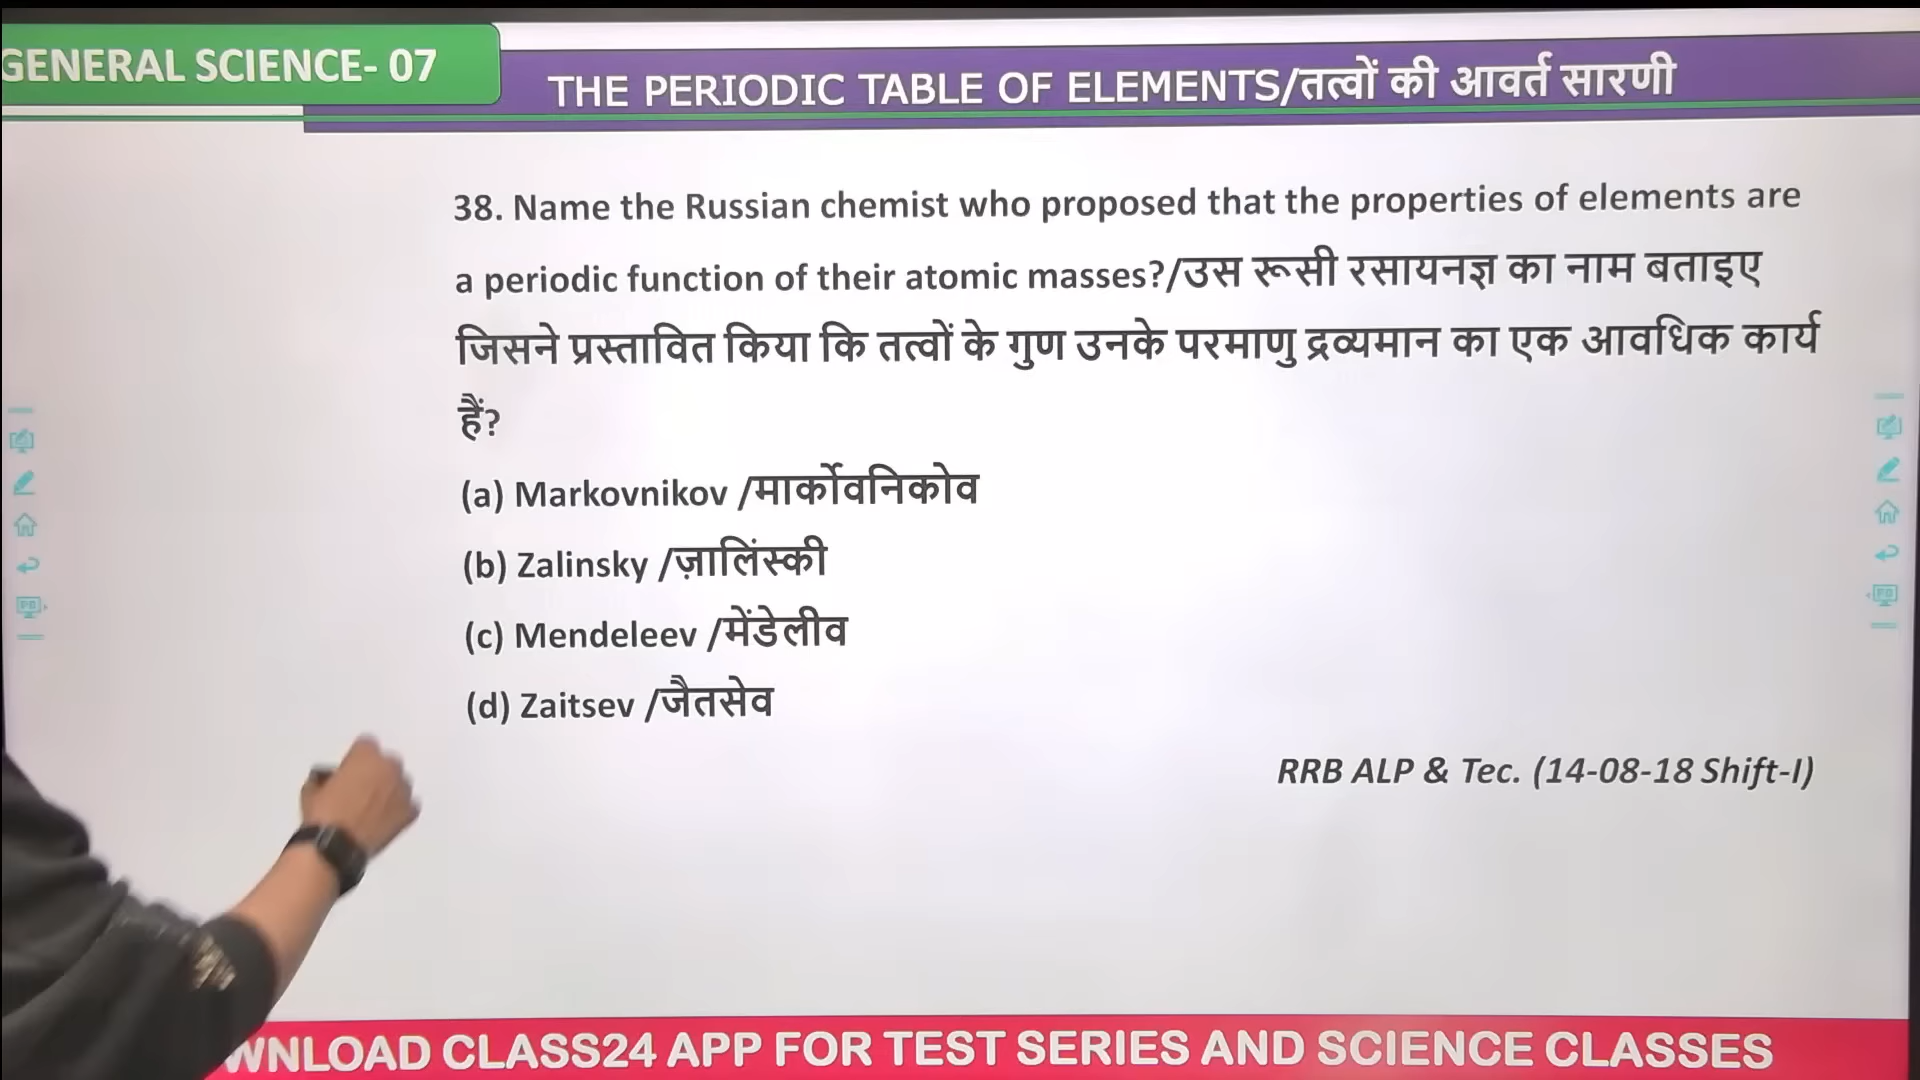 GENERAL SCIENCE- 07
THE PERIODIC TABLE OF ELEMENTS/तत्वों की आवर्त सारणी
38. Name the Russian chemist who proposed that the properties of elements are
a periodic function of their atomic masses?/उस रूसी रसायनज्ञ का नाम बताइए
जिसने प्रस्तावित किया कि तत्वों के गुण उनके परमाणु द्रव्यमान का एक आवधिक कार्य
हैं?
(a) Markovnikov /मार्कोवनिकोव
(b) Zalinsky /ज़ालिंस्की
(c) Mendeleev /मेंडेलीव
(d) Zaitsev /जैतसेव
RRB ALP & Tec. (14-08-18 Shift-I)
WNLOAD CLASS24 APP FOR TEST SERIES AND SCIENCE CLASSES